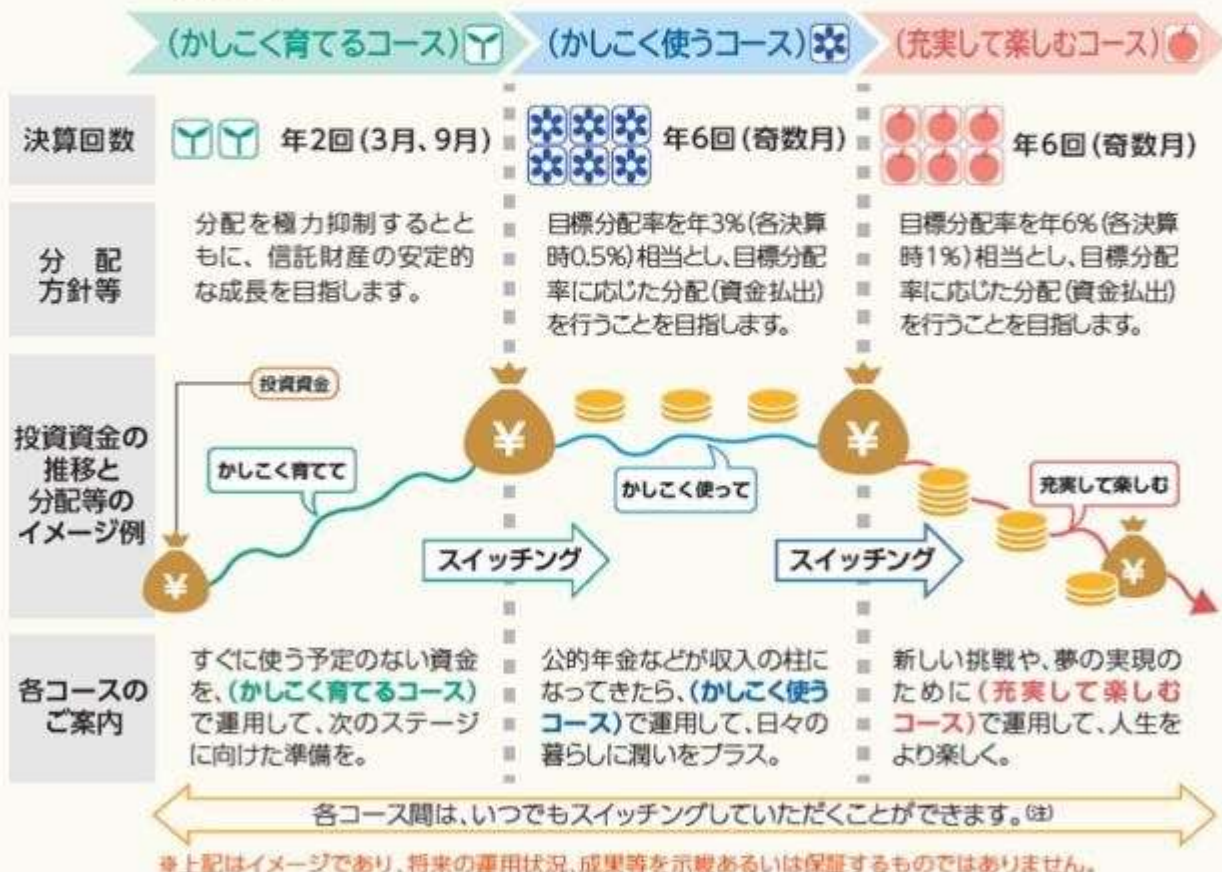 (かしこく育てるコース)
(かしこく使うコース)
(充実して楽しむコース)
決算回数
年2回(3月、9月)
年6回(奇数月)
年6回(奇数月)
分 配
方針等
分配を極力抑制するとと
もに、信託財産の安定的
な成長を目指します。
目標分配率を年3%(各決算
時0.5%)相当とし、目標分配
率に応じた分配(資金払出)
を行うことを目指します。
目標分配率を年6%(各決算
時1%)相当とし、目標分配
率に応じた分配(資金払出)
を行うことを目指します。
投資資金の
推移と
分配等の
イメージ例
投資資金
¥
かしこく育てて
¥
かしこく使って
¥
充実して楽しむ
¥
スイッチング
スイッチング
各コースの
ご案内
すぐに使う予定のない資金
を、(かしこく育てるコース)
で運用して、次のステージ
に向けた準備を。
公的年金などが収入の柱に
なってきたら、(かしこく使う
コース)で運用して、日々の
暮らしに潤いをプラス。
新しい挑戦や、夢の実現の
ために(充実して楽しむ
コース)で運用して、人生を
より楽しく。
各コース間は、いつでもスイッチングしていただくことができます。(注)
※上記はイメージであり、将来の運用状況、成果等を示唆あるいは保証するものではありません。